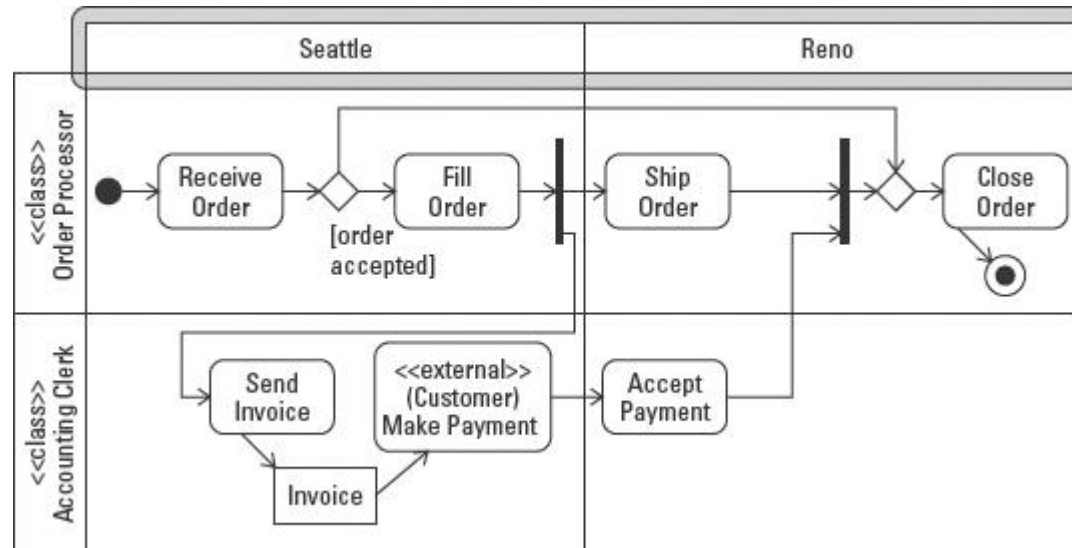 Seattle
Reno
<<class>>
Order Processor
Receive
Order
[order
accepted]
Fill
Order
Ship
Order
Close
Order
<<class>>
Accounting Clerk
Send
Invoice
Invoice
<<external>>
(Customer)
Make Payment
Accept
Payment